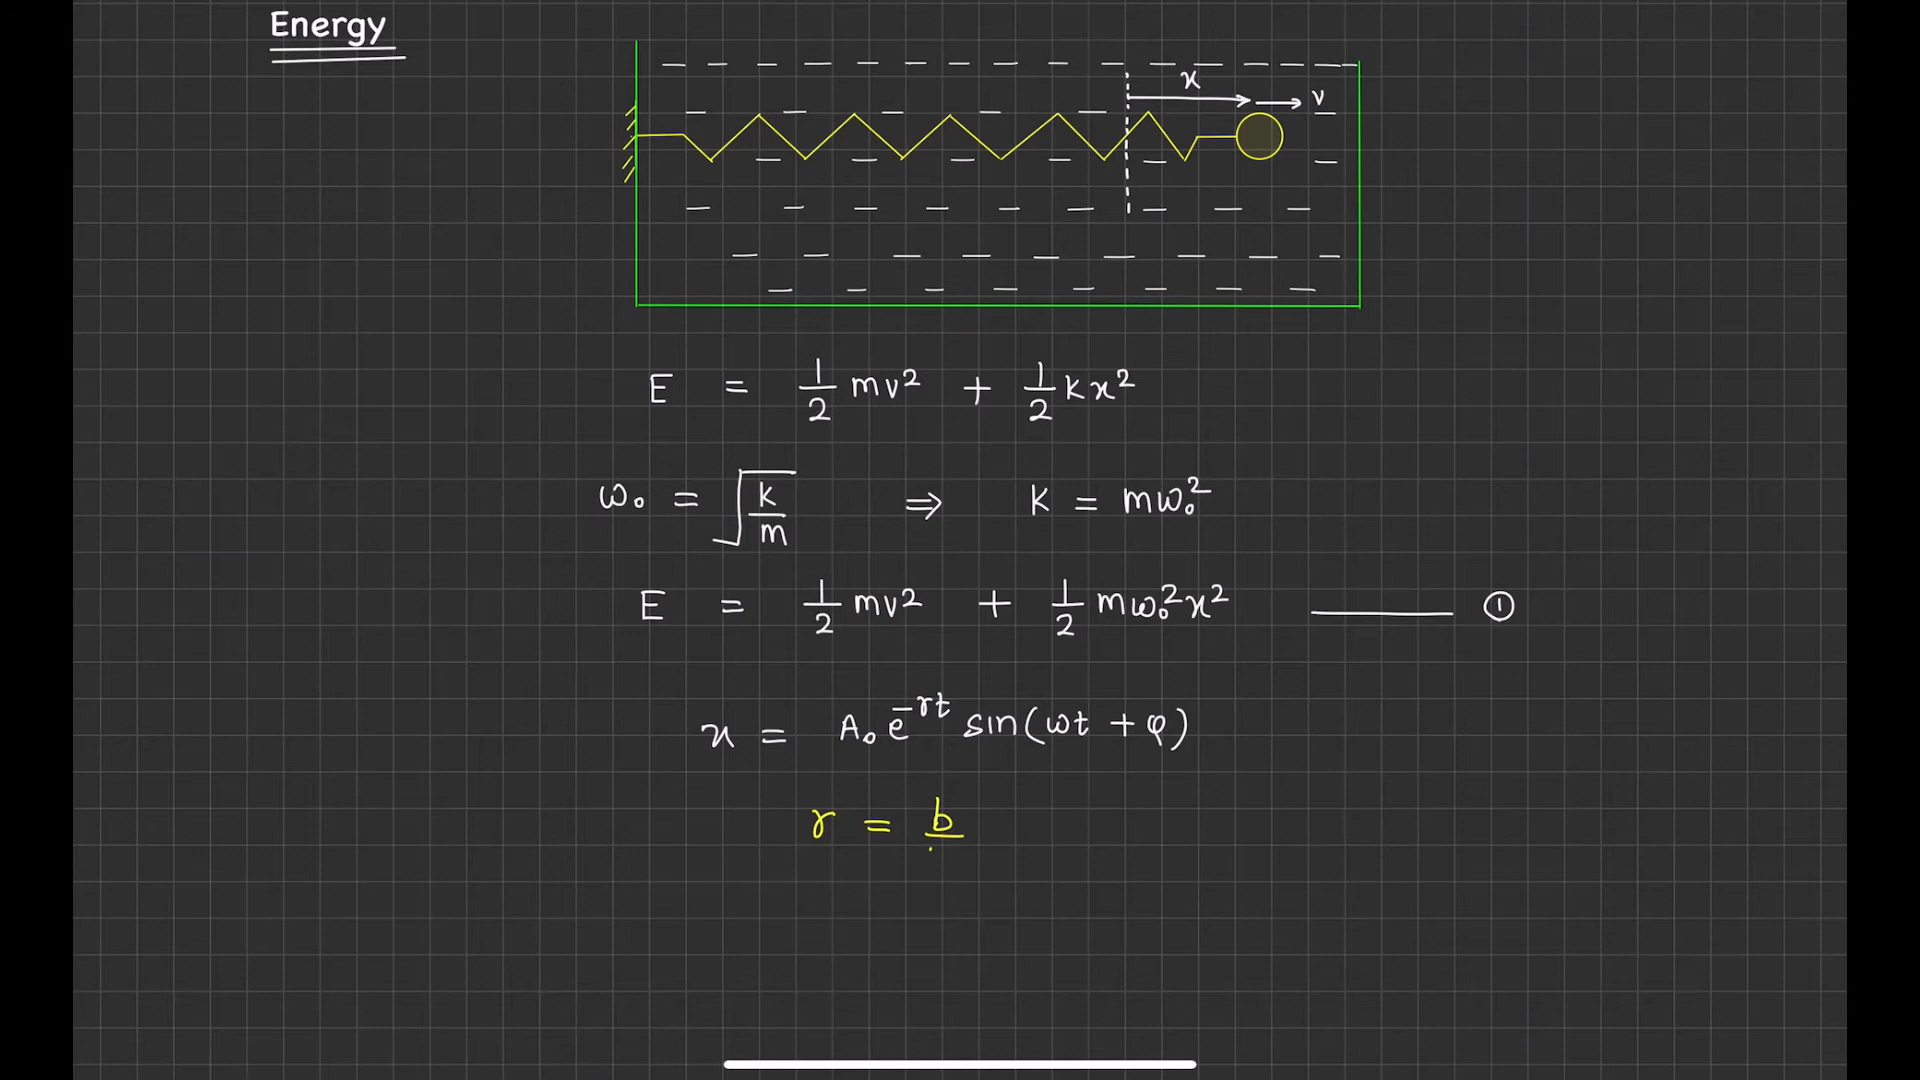 Energy
x
v
E = 1/2 mv² + 1/2 kx²
ω₀ = √(k/m) ⇒ k = mω₀²
E = 1/2 mv² + 1/2 mω₀²x² ——— ①
x = A₀e^(-rt) sin(ωt + φ)
r = b/